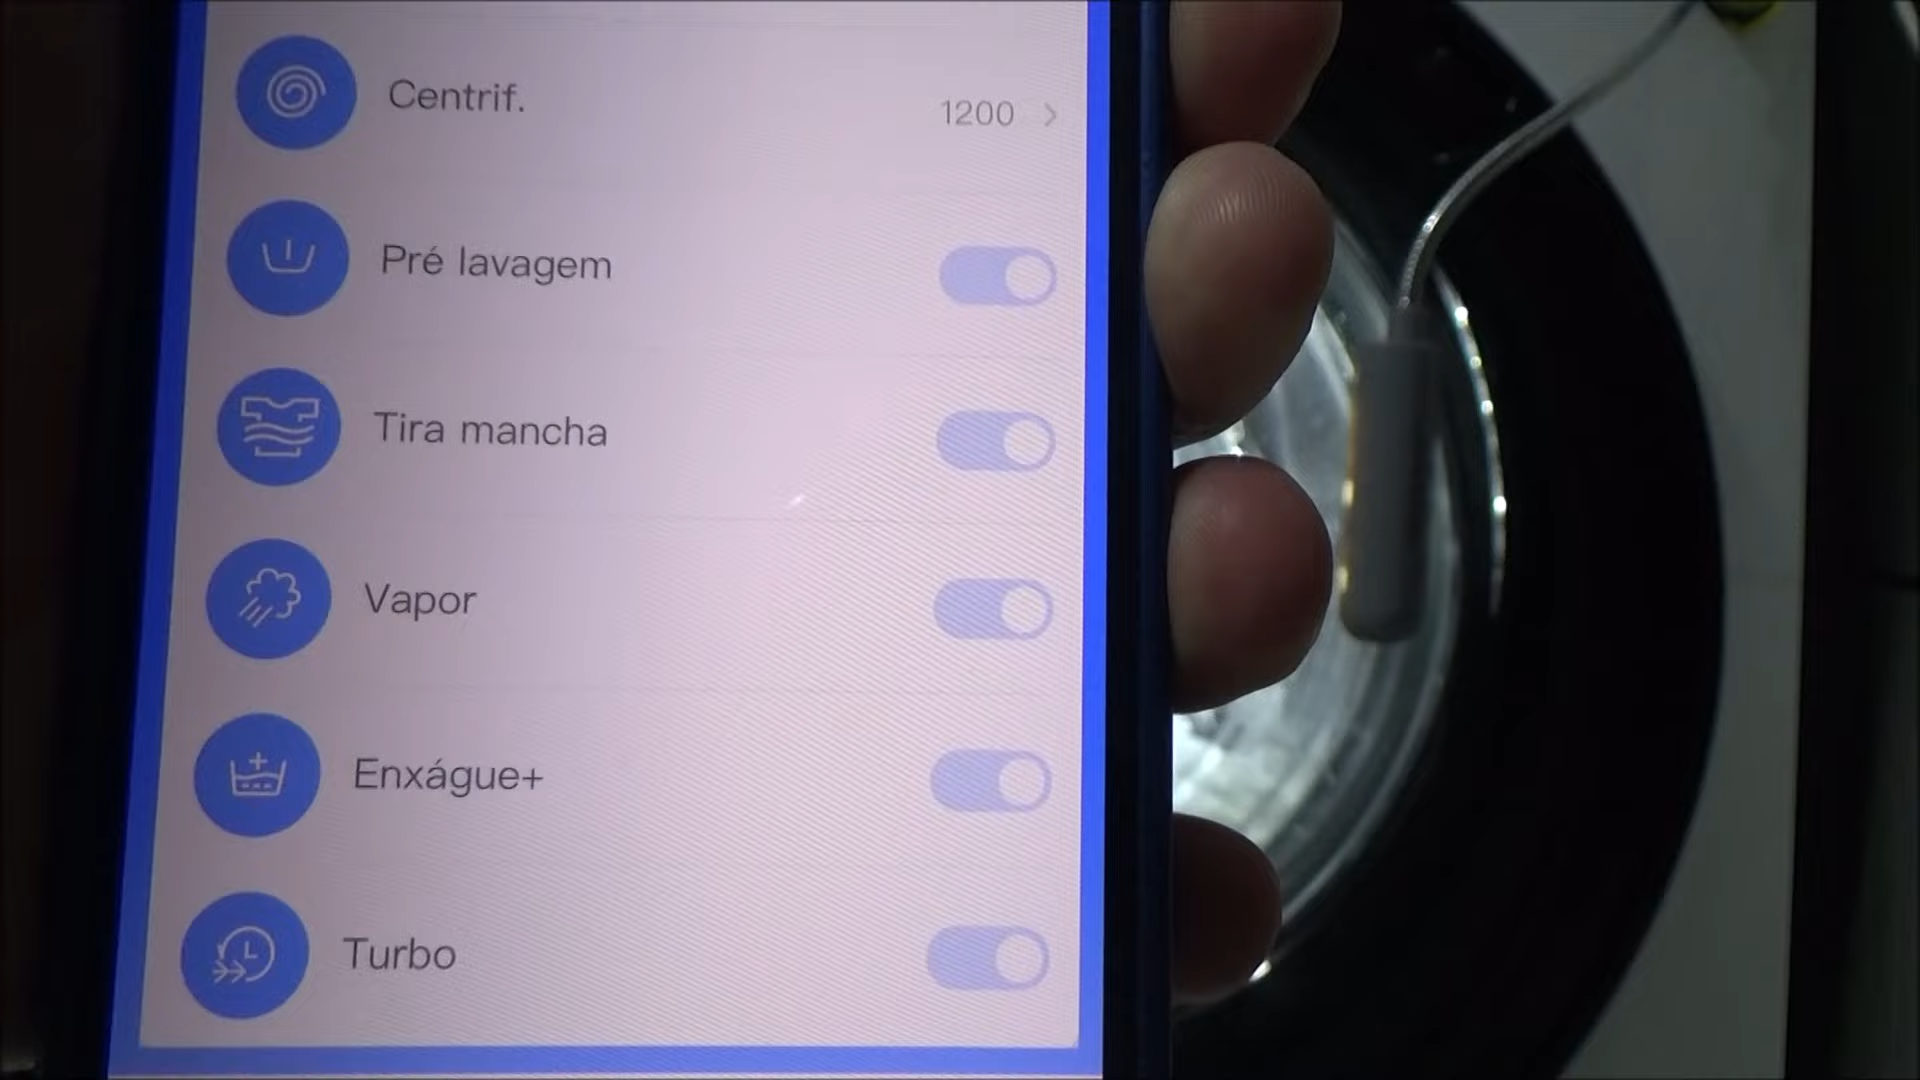 Centrif.
1200
Pré lavagem
Tira mancha
Vapor
Enxágue+
Turbo